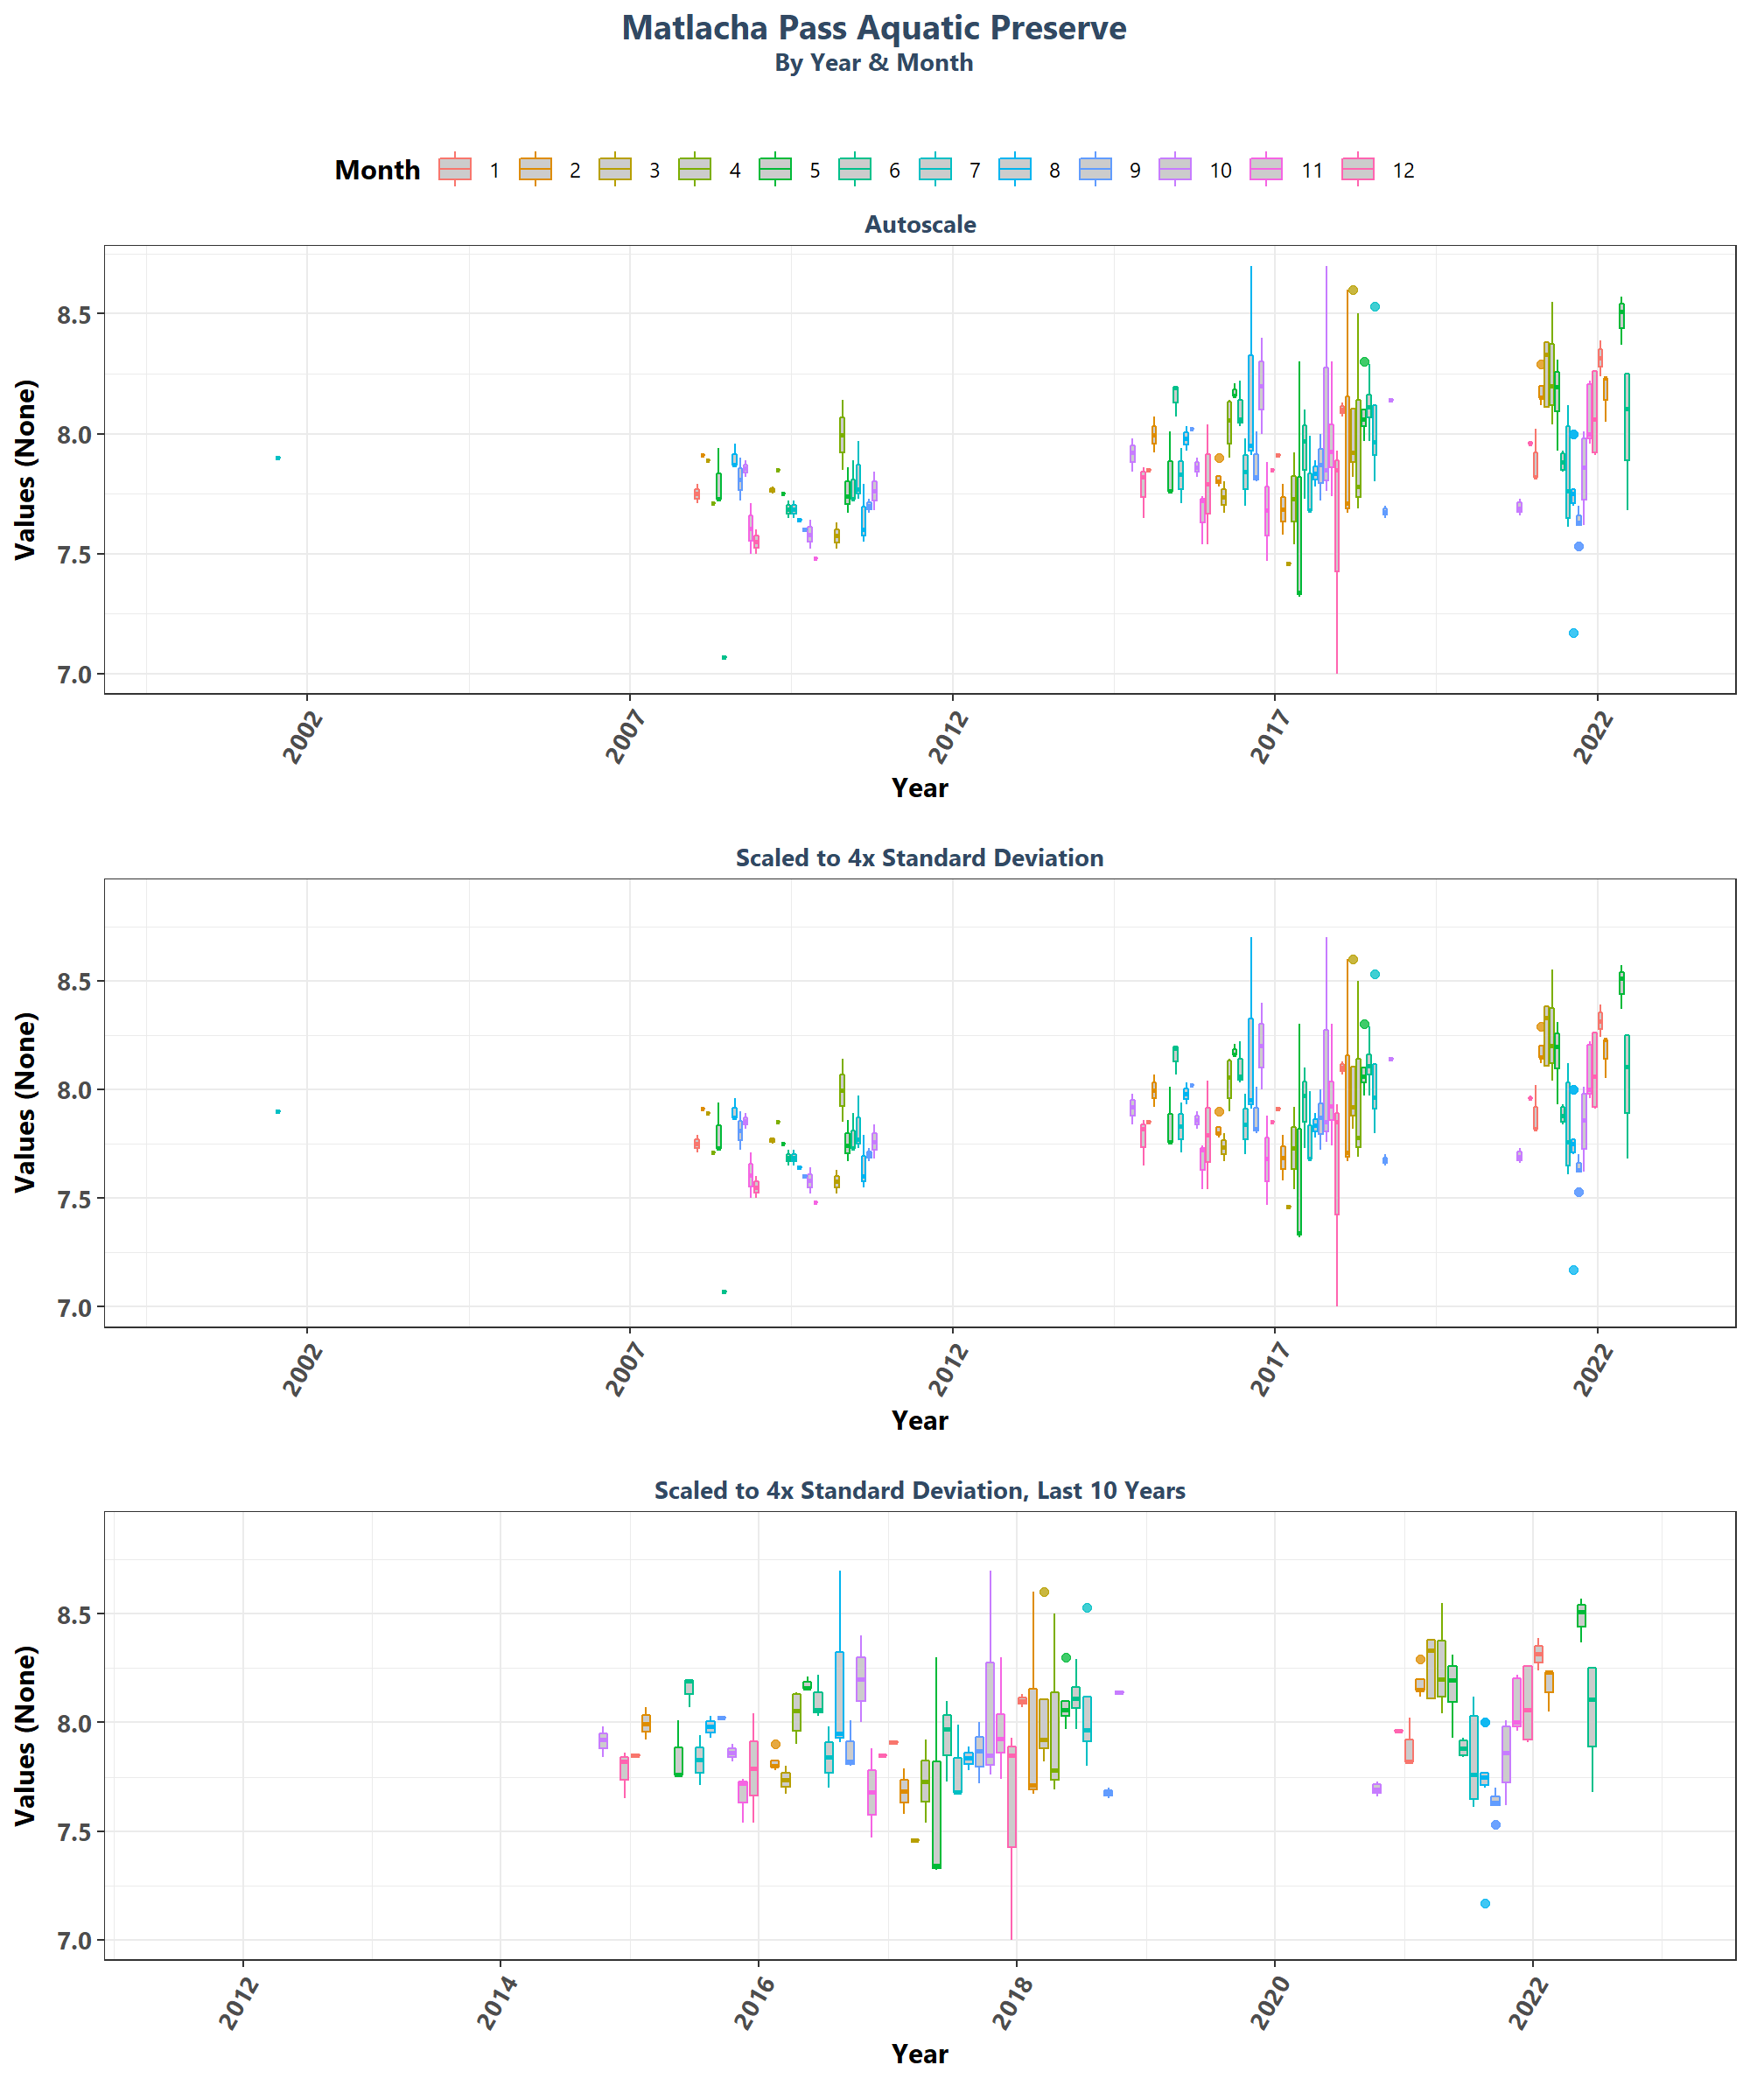 Matlacha Pass Aquatic Preserve
By Year & Month
Month 1 2 3 4 5 6 7 8 9 10 11 12
Autoscale
Values (None)
8.5
8.0
7.5
7.0
2002 2007 2012 2017 2022
Year
Scaled to 4x Standard Deviation
Values (None)
8.5
8.0
7.5
7.0
2002 2007 2012 2017 2022
Year
Scaled to 4x Standard Deviation, Last 10 Years
Values (None)
8.5
8.0
7.5
7.0
2012 2014 2016 2018 2020 2022
Year